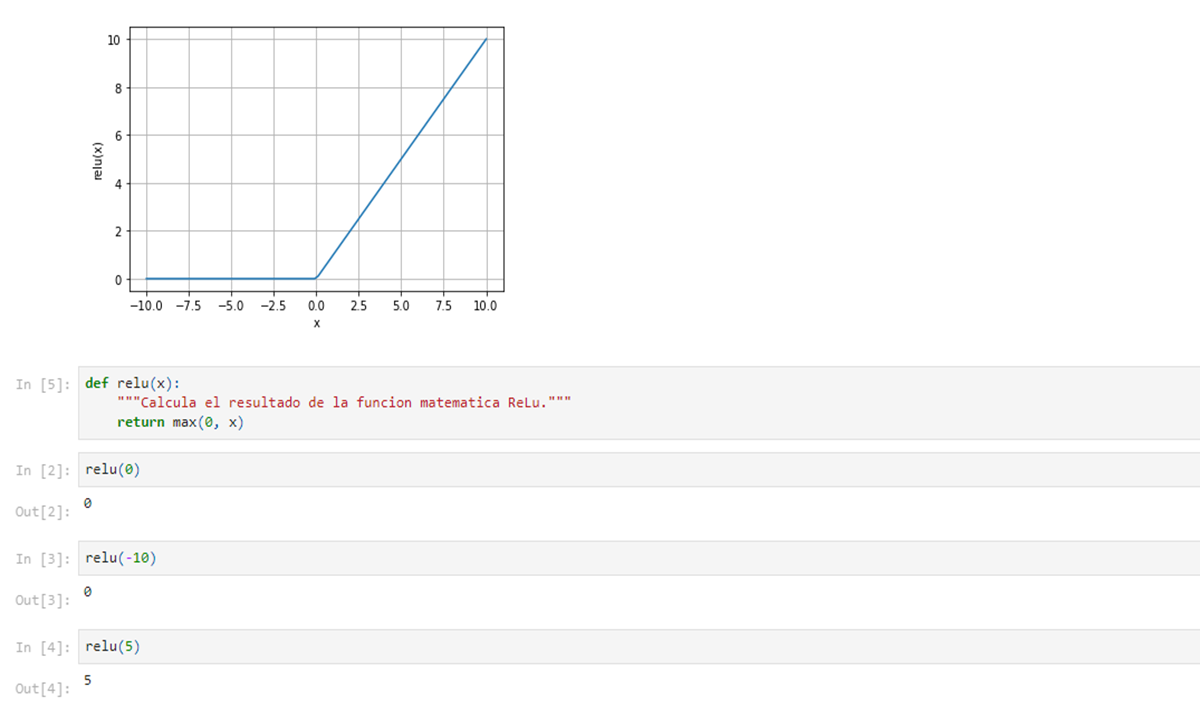 10
8
6
4
2
0
relu(x)
−10.0 −7.5 −5.0 −2.5 0.0 2.5 5.0 7.5 10.0
x
In [5]: def relu(x):
"""Calcula el resultado de la funcion matematica ReLu."""
return max(0, x)
In [2]: relu(0)
Out[2]: 0
In [3]: relu(-10)
Out[3]: 0
In [4]: relu(5)
Out[4]: 5